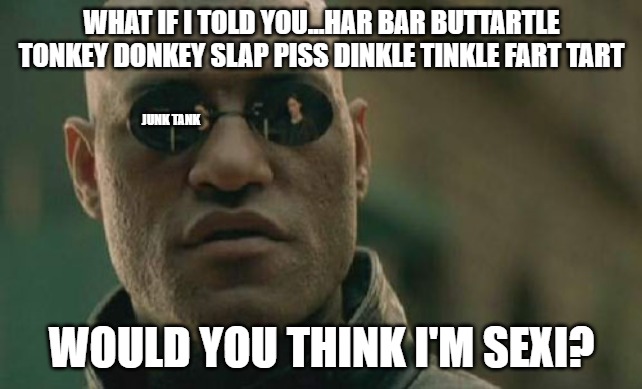 WHAT IF I TOLD YOU...HAR BAR BUTTARTLE
TONKEY DONKEY SLAP PISS DINKLE TINKLE FART TART
JUNK TANK
WOULD YOU THINK I'M SEXI?